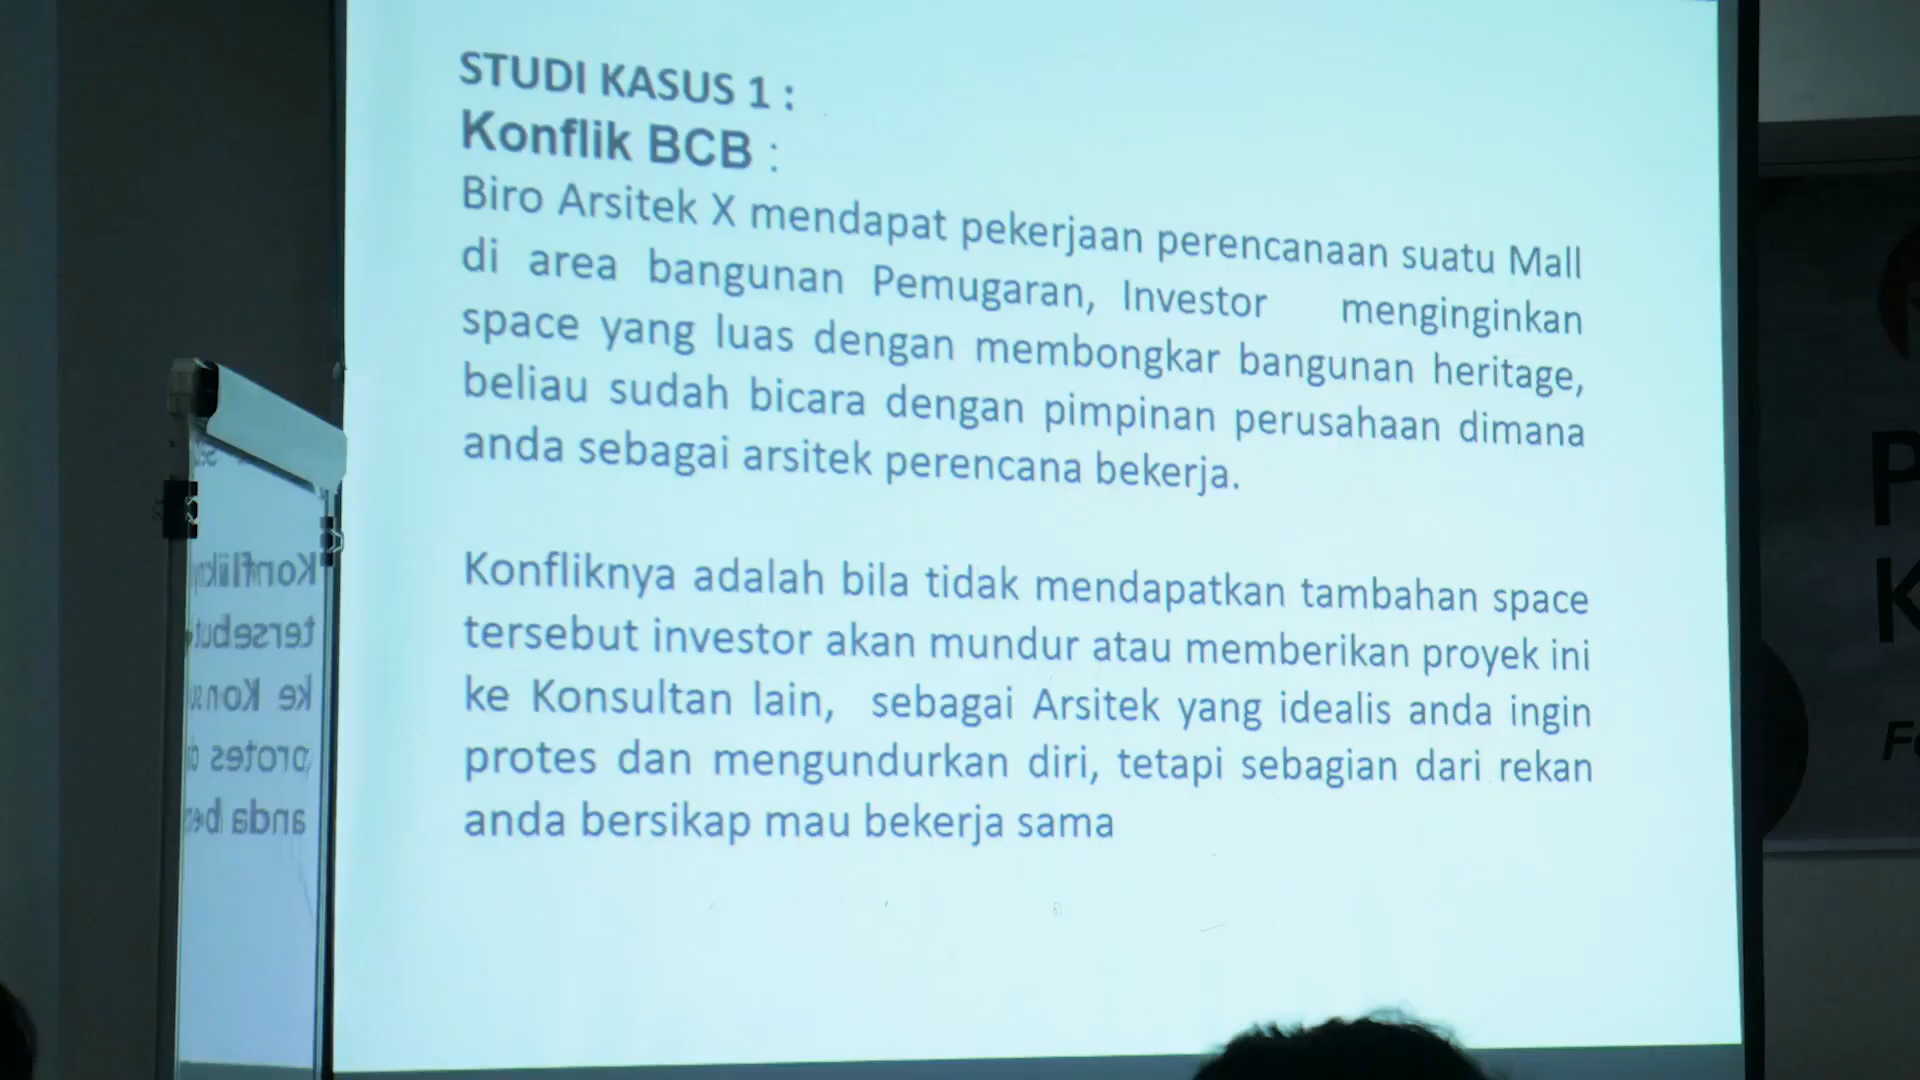 STUDI KASUS 1 :
Konflik BCB :
Biro Arsitek X mendapat pekerjaan perencanaan suatu Mall
di area bangunan Pemugaran, Investor menginginkan
space yang luas dengan membongkar bangunan heritage,
beliau sudah bicara dengan pimpinan perusahaan dimana
anda sebagai arsitek perencana bekerja.
Konfliknya adalah bila tidak mendapatkan tambahan space
tersebut investor akan mundur atau memberikan proyek ini
ke Konsultan lain, sebagai Arsitek yang idealis anda ingin
protes dan mengundurkan diri, tetapi sebagian dari rekan
anda bersikap mau bekerja sama